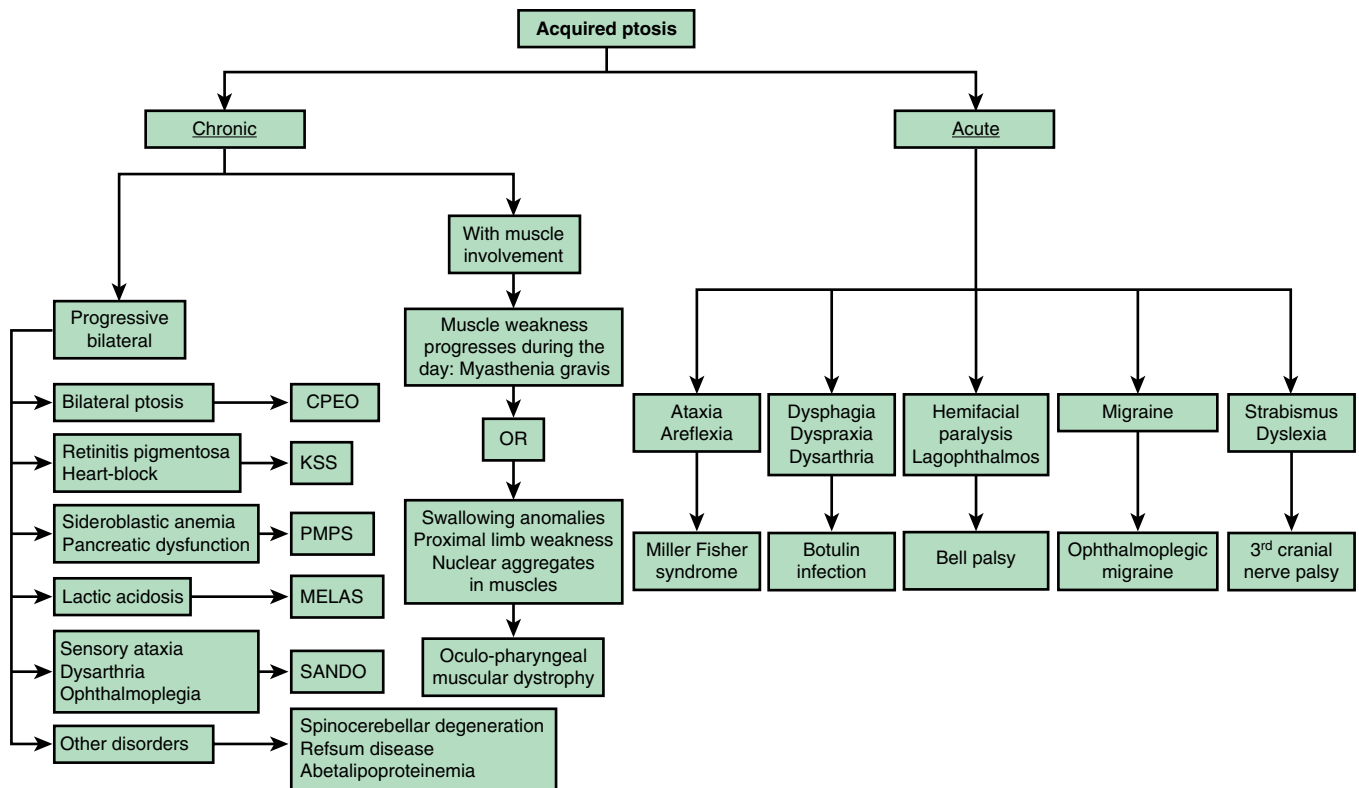 Acquired ptosis
Chronic
Acute
With muscle
involvement
Progressive
bilateral
Muscle weakness
progresses during the
day: Myasthenia gravis
OR
Swallowing anomalies
Proximal limb weakness
Nuclear aggregates
in muscles
Oculo-pharyngeal
muscular dystrophy
Bilateral ptosis
CPEO
Retinitis pigmentosa
Heart-block
KSS
Sideroblastic anemia
Pancreatic dysfunction
PMPS
Lactic acidosis
MELAS
Sensory ataxia
Dysarthria
Ophthalmoplegia
SANDO
Other disorders
Spinocerebellar degeneration
Refsum disease
Abetalipoproteinemia
Ataxia
Areflexia
Miller Fisher
syndrome
Dysphagia
Dyspraxia
Dysarthria
Botulin
infection
Hemifacial
paralysis
Lagophthalmos
Bell palsy
Migraine
Ophthalmoplegic
migraine
Strabismus
Dyslexia
3rd cranial
nerve palsy